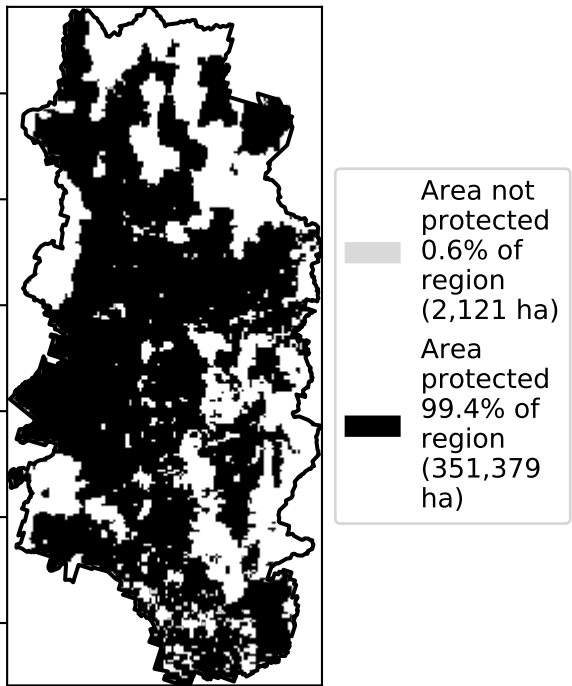 Area not
protected
0.6% of
region
(2,121 ha)
Area
protected
99.4% of
region
(351,379
ha)